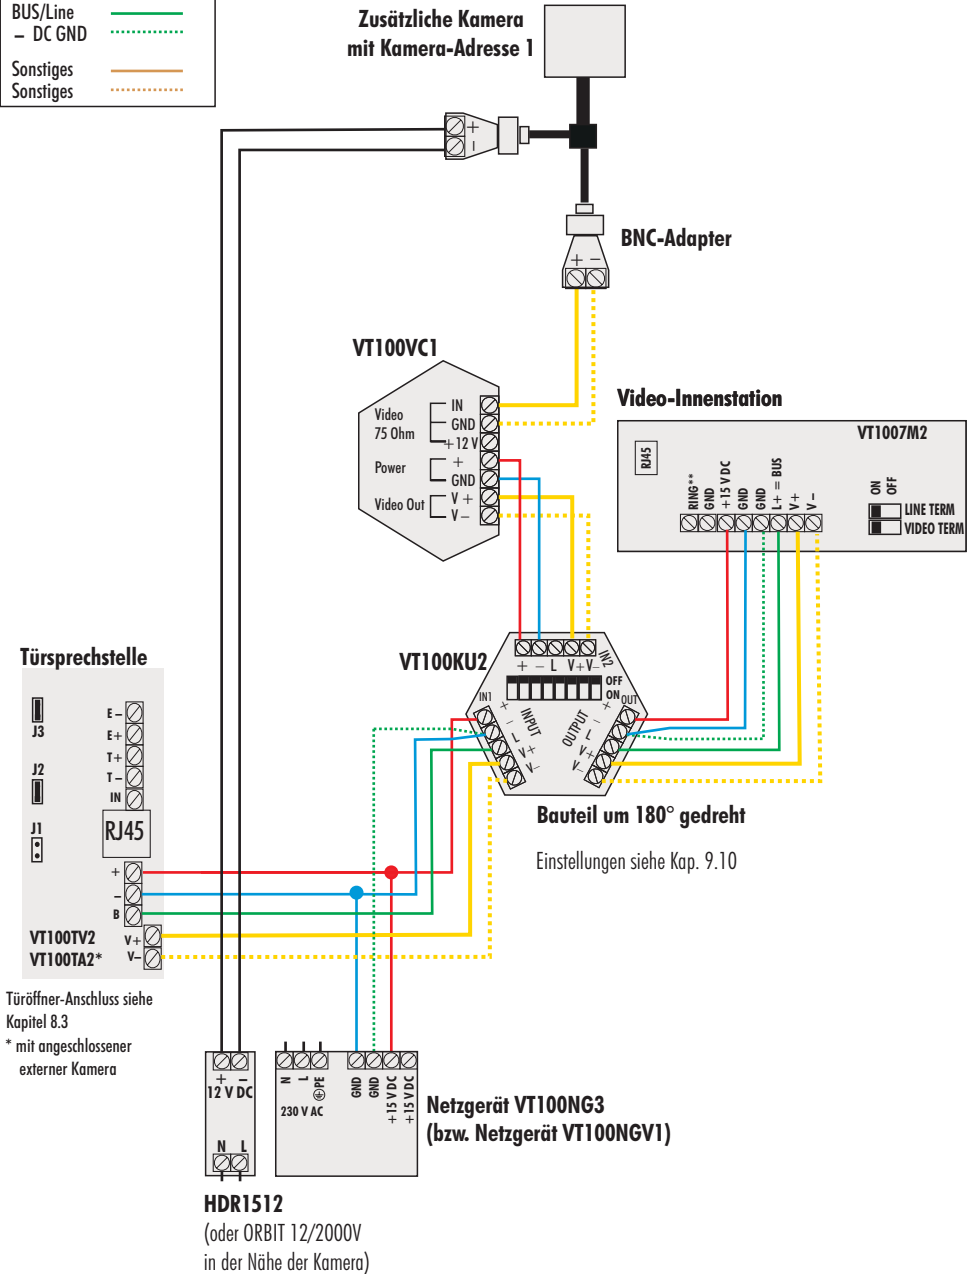 BUS/Line
– DC GND
Sonstiges
Sonstiges
Zusätzliche Kamera
mit Kamera-Adresse 1
+
–
BNC-Adapter
+ –
VT100VC1
Video
75 Ohm
IN
GND
+12 V
Power
+
GND
Video Out
V +
V –
Video-Innenstation
VT1007M2
RJ45
RING**
GND
+15 V DC
GND
GND
L+ = BUS
V+
V –
ON
OFF
LINE TERM
VIDEO TERM
VT100KU2
+ – L V+ V–
IN2
OFF
ON
IN1
OUT
INPUT
+
–
L
V+
V–
OUTPUT
+
–
L
V+
V–
Bauteil um 180° gedreht
Einstellungen siehe Kap. 9.10
Türsprechstelle
J3
J2
J1
E –
E+
T+
T –
IN
RJ45
+
–
B
V+
V–
VT100TV2
VT100TA2*
Türöffner-Anschluss siehe
Kapitel 8.3
* mit angeschlossener
externer Kamera
+ –
12 V DC
N L
HDR1512
(oder ORBIT 12/2000V
in der Nähe der Kamera)
N
L
PE
230 V AC
GND
GND
+15 V DC
+15 V DC
Netzgerät VT100NG3
(bzw. Netzgerät VT100NGV1)